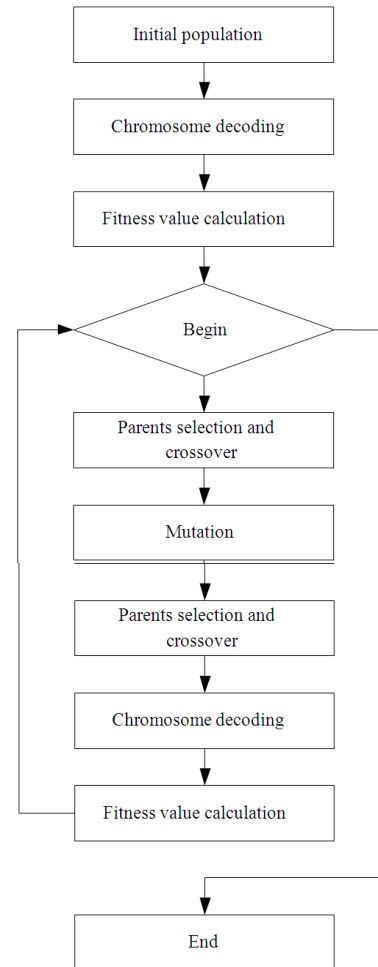 Initial population
Chromosome decoding
Fitness value calculation
Begin
Parents selection and
crossover
Mutation
Parents selection and
crossover
Chromosome decoding
Fitness value calculation
End